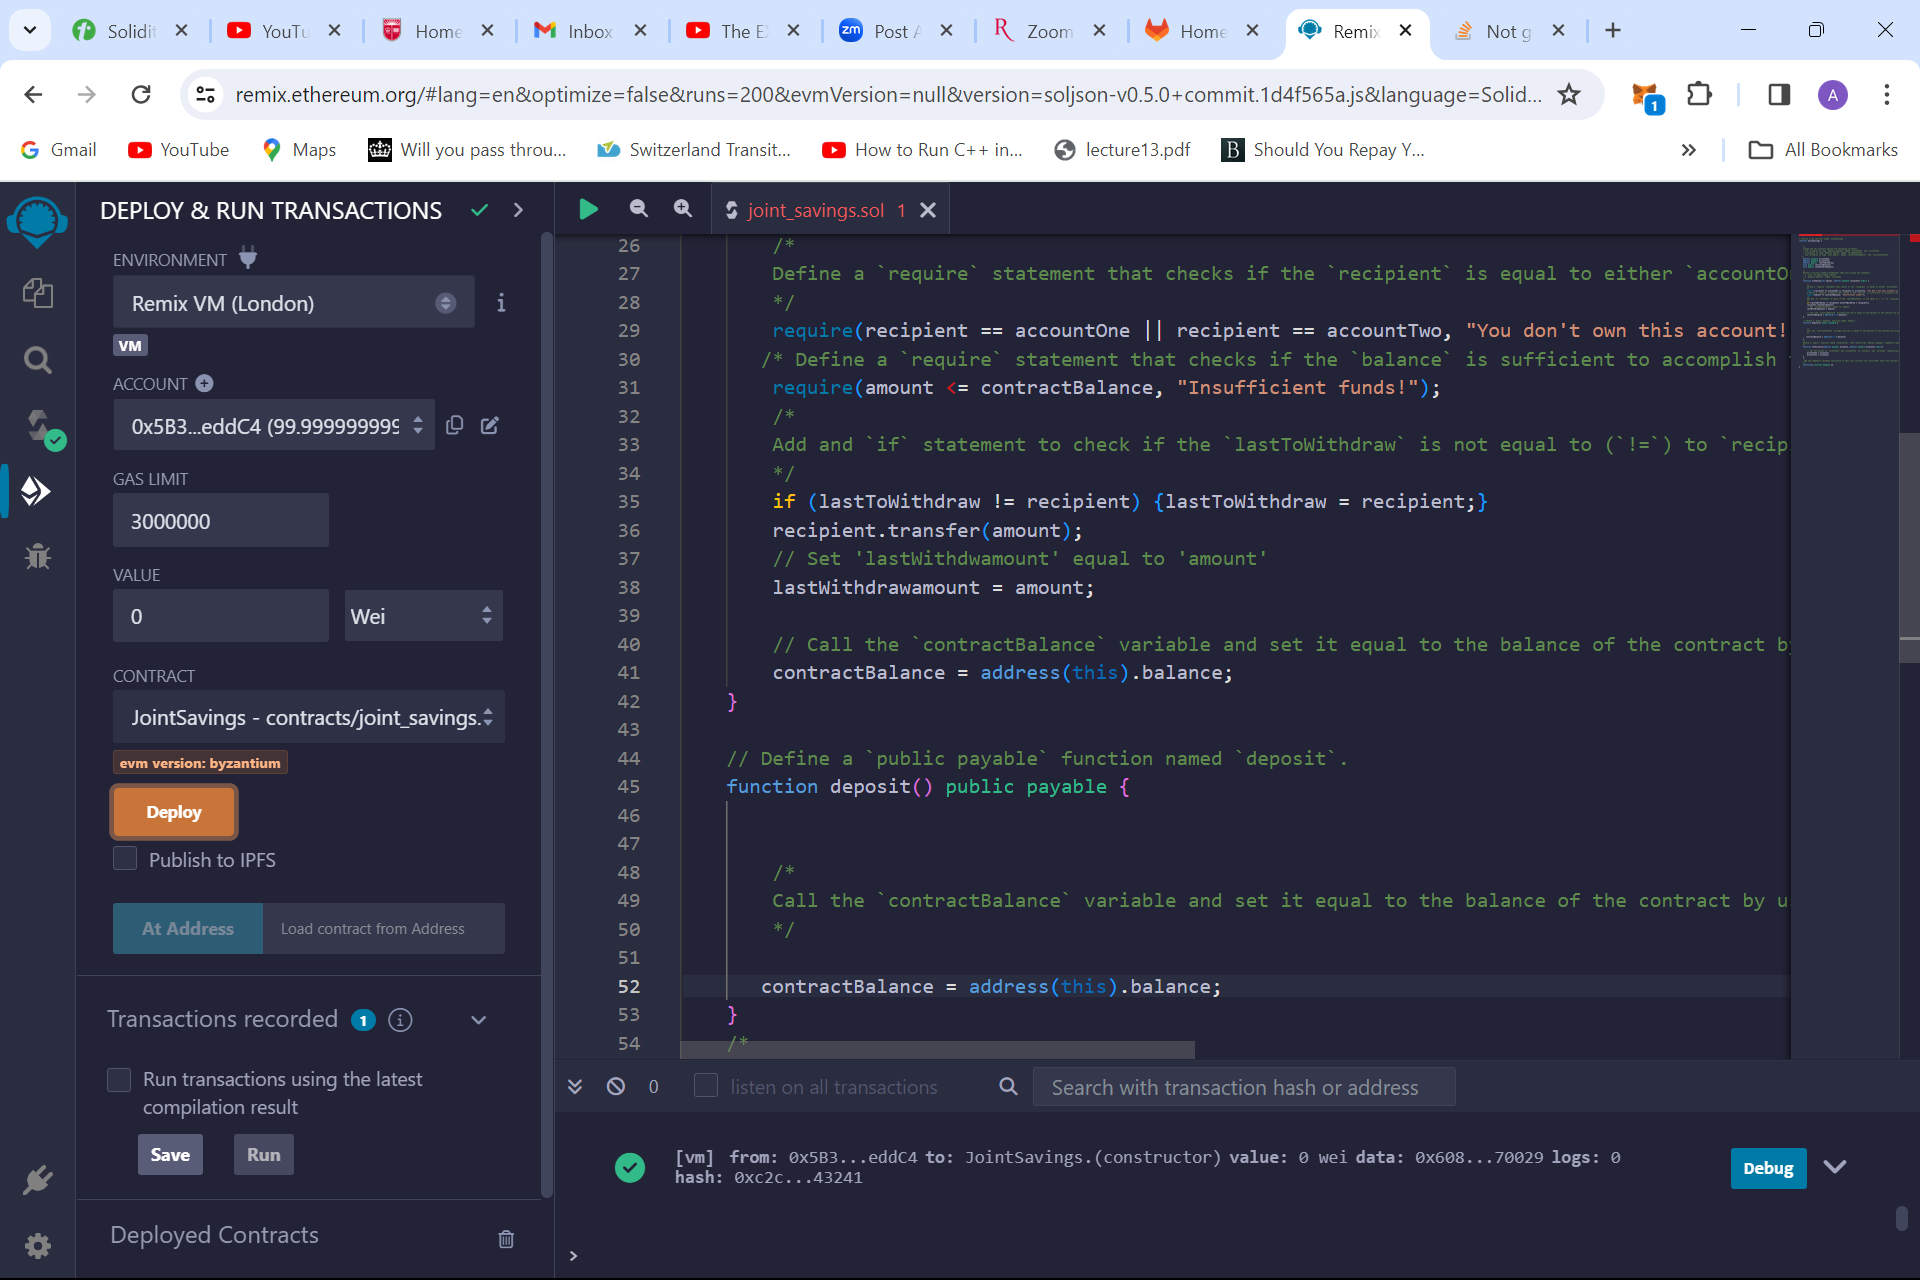 Solidit
YouTu
Home
Inbox
The E
zm
Post A
R
Zoom
Home
Remix
Not g
remix.ethereum.org/#lang=en&optimize=false&runs=200&evmVersion=null&version=soljson-v0.5.0+commit.1d4f565a.js&language=Solid...
1
A
Gmail
YouTube
Maps
Will you pass throu...
Switzerland Transit...
How to Run C++ in...
lecture13.pdf
B
Should You Repay Y...
All Bookmarks
DEPLOY & RUN TRANSACTIONS
ENVIRONMENT
Remix VM (London)
i
VM
ACCOUNT
0x5B3...eddC4 (99.9999999999
GAS LIMIT
3000000
VALUE
0
Wei
CONTRACT
JointSavings - contracts/joint_savings.
evm version: byzantium
Deploy
Publish to IPFS
At Address
Load contract from Address
Transactions recorded 1 i
Run transactions using the latest
compilation result
Save
Run
Deployed Contracts
joint_savings.sol 1
26 /*
27 Define a `require` statement that checks if the `recipient` is equal to either `accountO
28 */
29 require(recipient == accountOne || recipient == accountTwo, "You don't own this account!
30 /* Define a `require` statement that checks if the `balance` is sufficient to accomplish
31 require(amount <= contractBalance, "Insufficient funds!");
32 /*
33 Add and `if` statement to check if the `lastToWithdraw` is not equal to (`!=`) to `recip
34 */
35 if (lastToWithdraw != recipient) {lastToWithdraw = recipient;}
36 recipient.transfer(amount);
37 // Set 'lastWithdwamount' equal to 'amount'
38 lastWithdrawamount = amount;
39
40 // Call the `contractBalance` variable and set it equal to the balance of the contract b
41 contractBalance = address(this).balance;
42 }
43
44 // Define a `public payable` function named `deposit`.
45 function deposit() public payable {
46
47
48 /*
49 Call the `contractBalance` variable and set it equal to the balance of the contract by u
50 */
51
52 contractBalance = address(this).balance;
53 }
54 /*
0
listen on all transactions
Search with transaction hash or address
[vm] from: 0x5B3...eddC4 to: JointSavings.(constructor) value: 0 wei data: 0x608...70029 logs: 0
hash: 0xc2c...43241
Debug
>